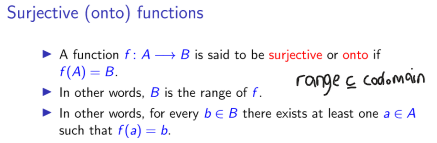 Surjective (onto) functions
▶ A function f : A ⟶ B is said to be surjective or onto if
f(A) = B.
range ⊆ codomain
▶ In other words, B is the range of f.
▶ In other words, for every b ∈ B there exists at least one a ∈ A
such that f(a) = b.